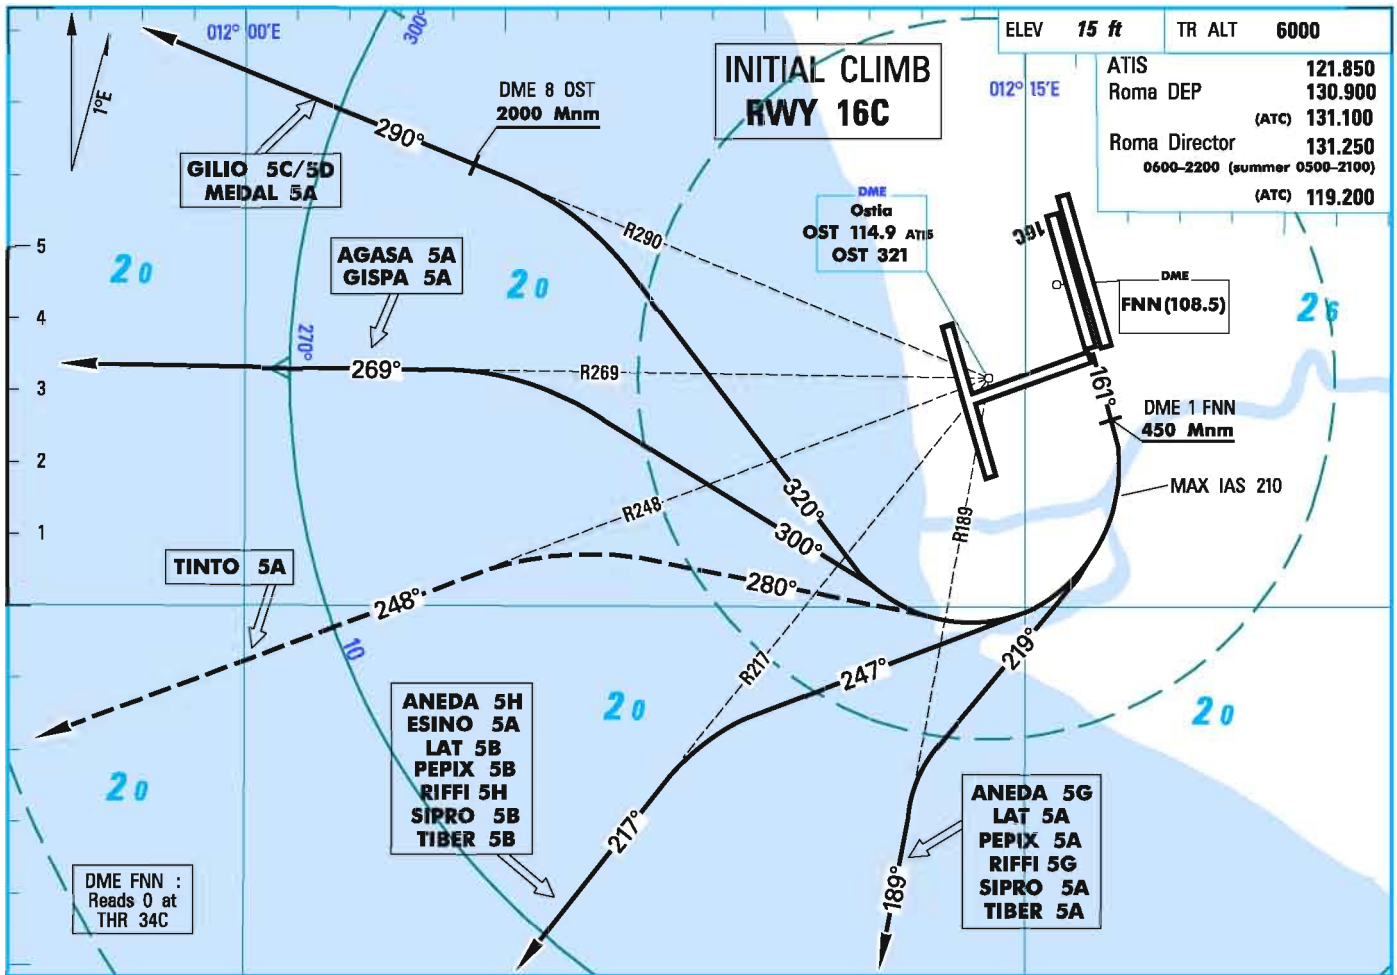 012° 00'E
300°
1°E
DME 8 OST
2000 Mnm
INITIAL CLIMB
RWY 16C
ELEV 15 ft
TR ALT 6000
012° 15'E
ATIS 121.850
Roma DEP 130.900
(ATC) 131.100
Roma Director 131.250
0600–2200 (summer 0500–2100)
(ATC) 119.200
290°
GILIO 5C/5D
MEDAL 5A
R290
DME
Ostia
OST 114.9 ATIS
OST 321
16C
DME
FNN(108.5)
5
4
3
2
1
20
20
26
AGASA 5A
GISPA 5A
270°
269°
R269
161°
DME 1 FNN
450 Mnm
MAX IAS 210
320°
300°
R248
R189
TINTO 5A
280°
248°
10
R217
247°
219°
20
20
20
ANEDA 5H
ESINO 5A
LAT 5B
PEPIX 5B
RIFFI 5H
SIPRO 5B
TIBER 5B
217°
189°
ANEDA 5G
LAT 5A
PEPIX 5A
RIFFI 5G
SIPRO 5A
TIBER 5A
DME FNN :
Reads 0 at
THR 34C